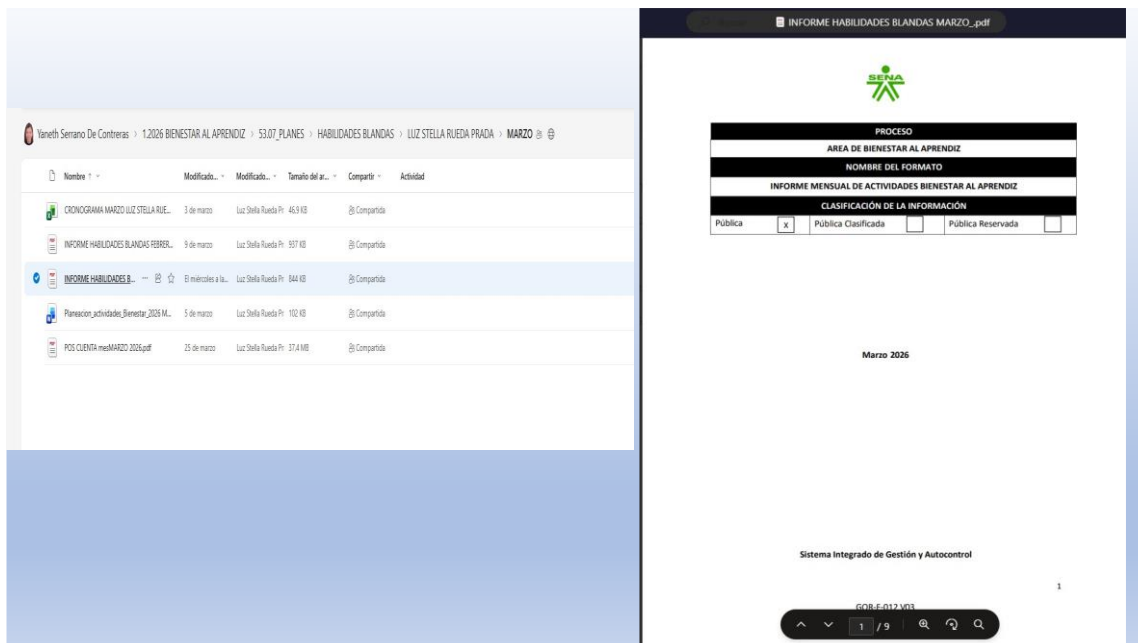 Yaneth Serrano De Contreras > 1.2026 BIENESTAR AL APRENDIZ > 53.07_PLANES > HABILIDADES BLANDAS > LUZ STELLA RUEDA PRADA > MARZO
Nombre ↑ Modificado... Modificado... Tamaño del ar... Compartir Actividad
CRONOGRAMA MARZO LUZ STELLA RUE... 3 de marzo Luz Stella Rueda Pr 46,9 KB Compartida
INFORME HABILIDADES BLANDAS FEBRER... 9 de marzo Luz Stella Rueda Pr 937 KB Compartida
INFORME HABILIDADES B... El miércoles a la... Luz Stella Rueda Pr 844 KB Compartida
Planeacion_actividades_Bienestar_2026 M... 5 de marzo Luz Stella Rueda Pr 102 KB Compartida
POS CUENTA mesMARZO 2026.pdf 25 de marzo Luz Stella Rueda Pr 37,4 MB Compartida
INFORME HABILIDADES BLANDAS MARZO_.pdf
SENA
PROCESO
AREA DE BIENESTAR AL APRENDIZ
NOMBRE DEL FORMATO
INFORME MENSUAL DE ACTIVIDADES BIENESTAR AL APRENDIZ
CLASIFICACIÓN DE LA INFORMACIÓN
Pública x Pública Clasificada Pública Reservada
Marzo 2026
Sistema Integrado de Gestión y Autocontrol
1
GOR-F-012 V03
1 / 9